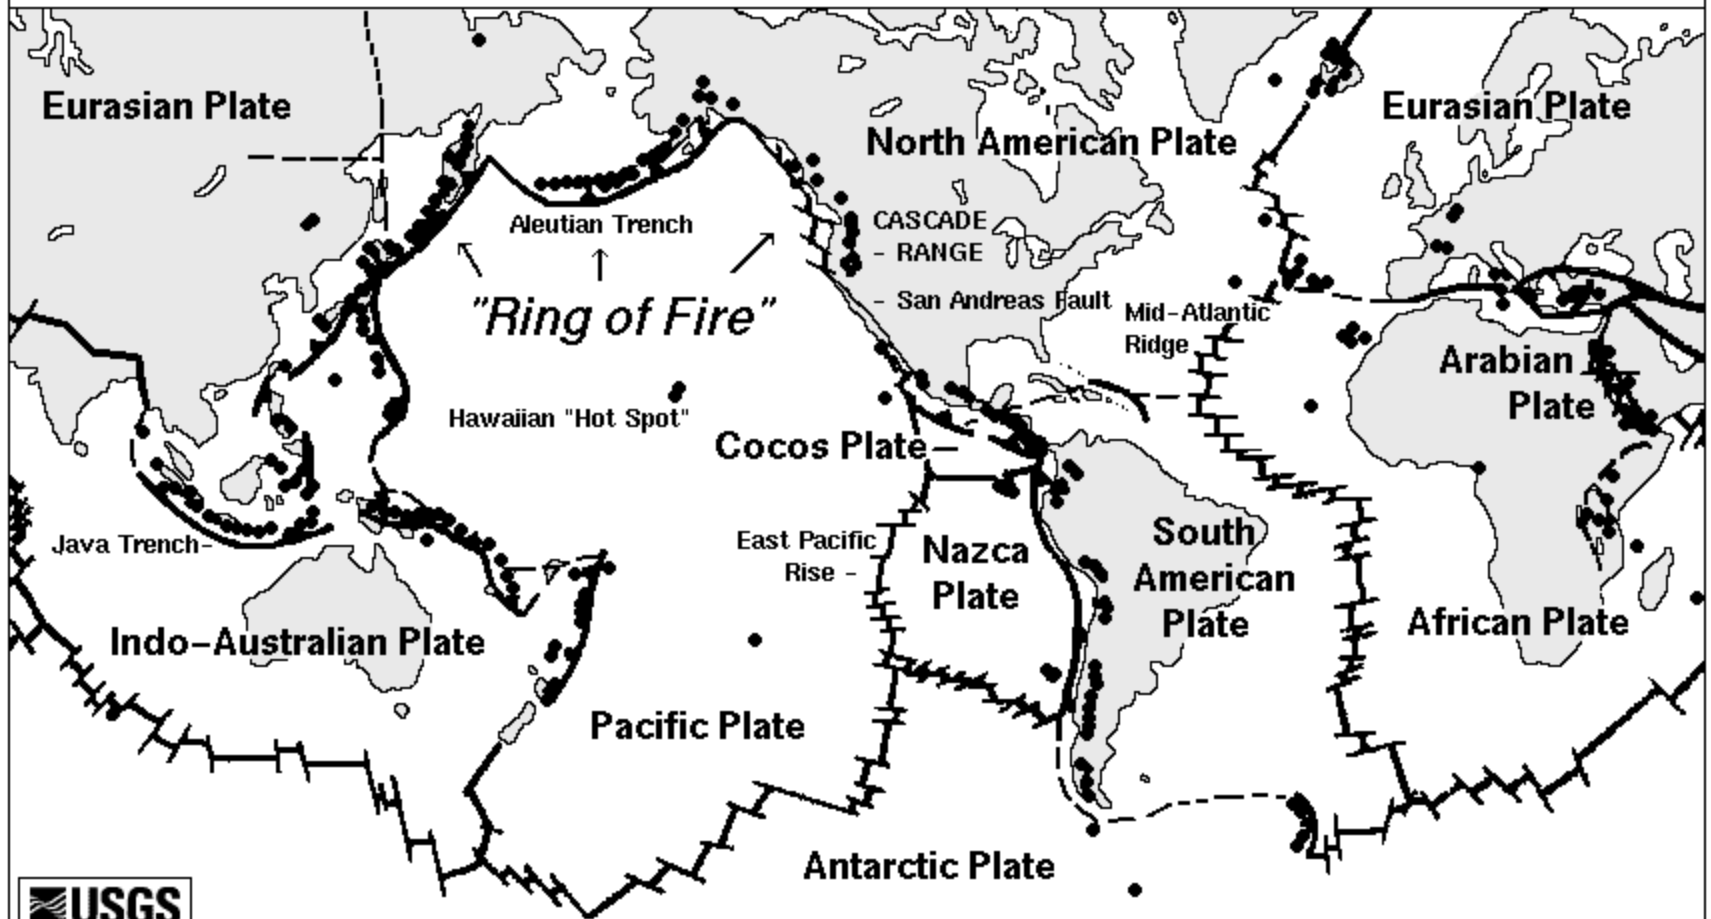 Eurasian Plate
Eurasian Plate
North American Plate
Aleutian Trench
CASCADE
- RANGE
"Ring of Fire"
- San Andreas Fault
Mid-Atlantic
Ridge
Arabian
Plate
Hawaiian "Hot Spot"
Cocos Plate
Java Trench-
East Pacific
Rise -
Nazca
Plate
South
American
Plate
Indo-Australian Plate
African Plate
Pacific Plate
Antarctic Plate
USGS